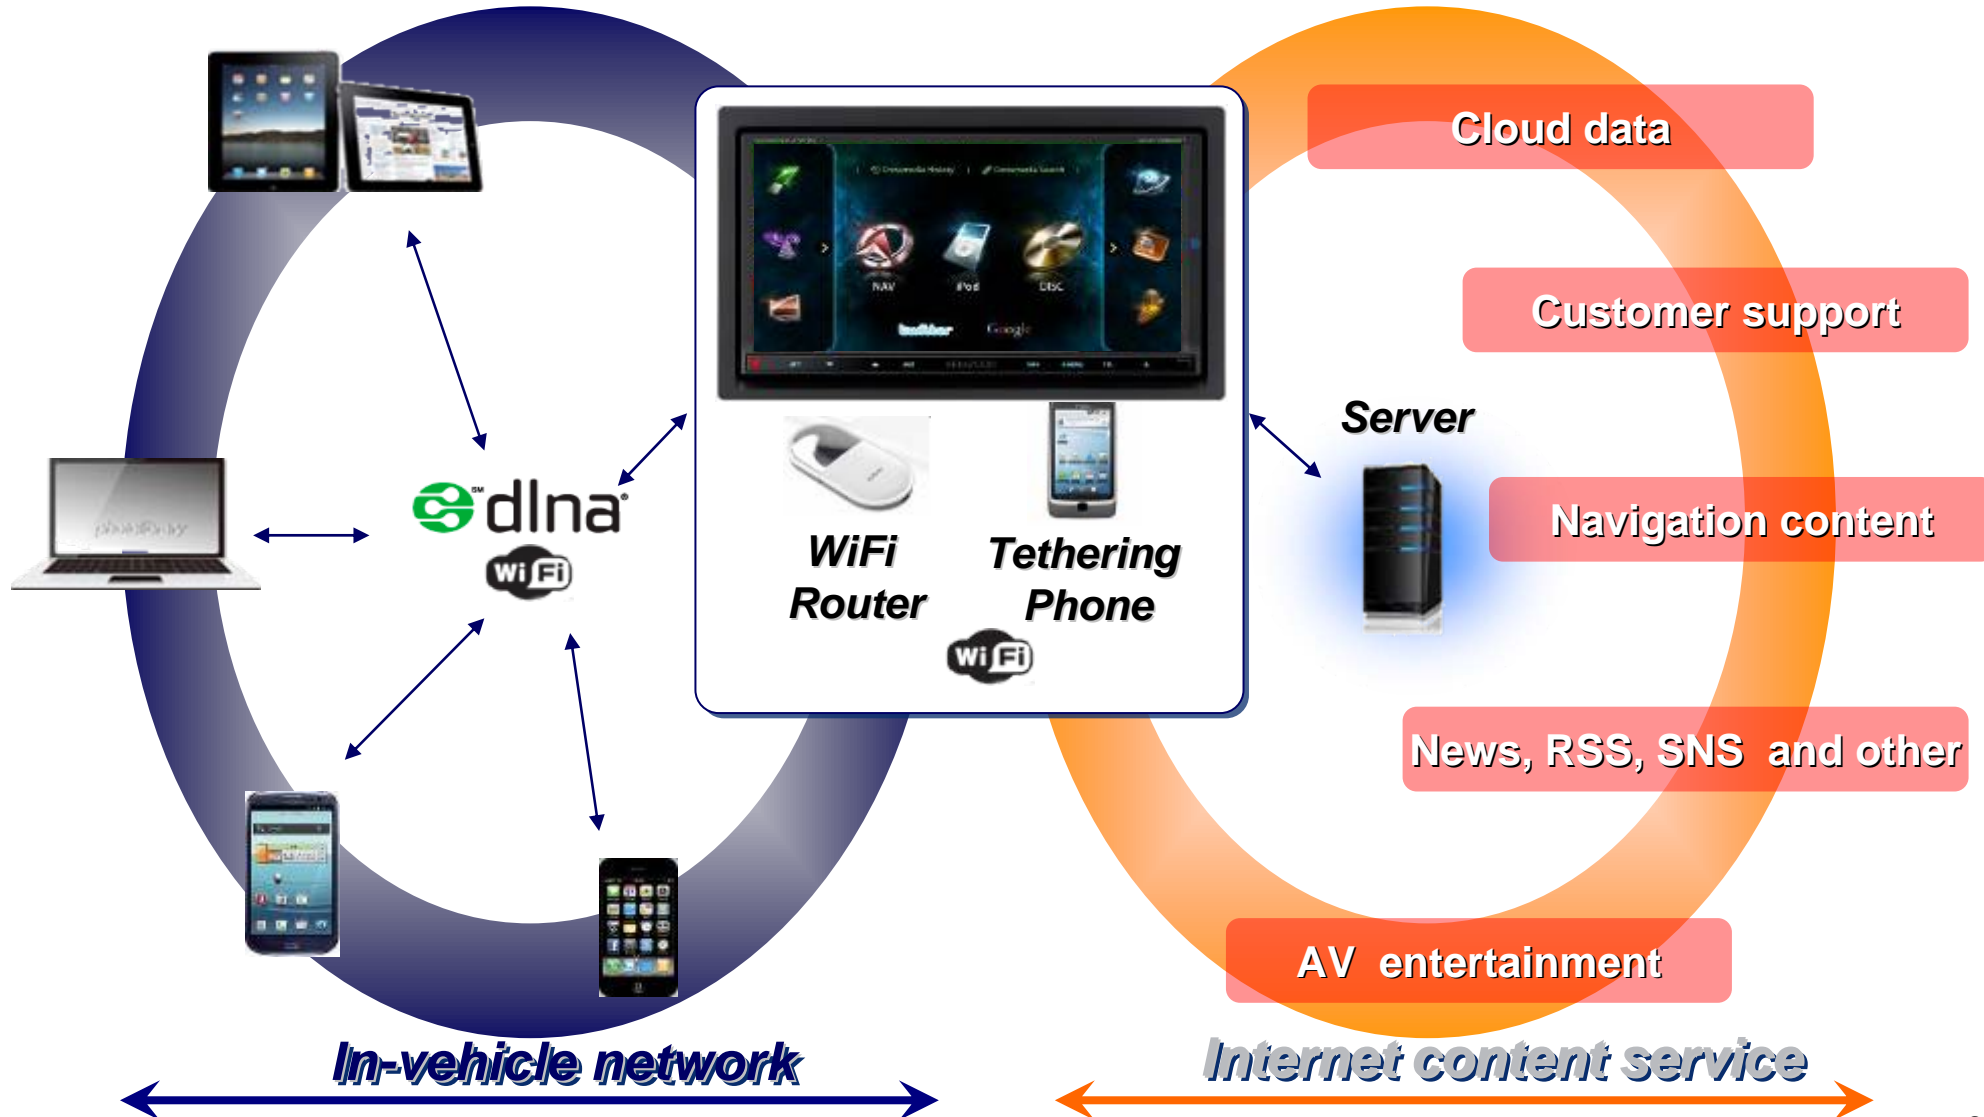 Cloud data
Customer support
NAV
iPod
DISC
twitter
Google
Server
dlna
Wi Fi
Navigation content
WiFi
Router
Tethering
Phone
Wi Fi
News, RSS, SNS  and other
AV  entertainment
In-vehicle network
Internet content service